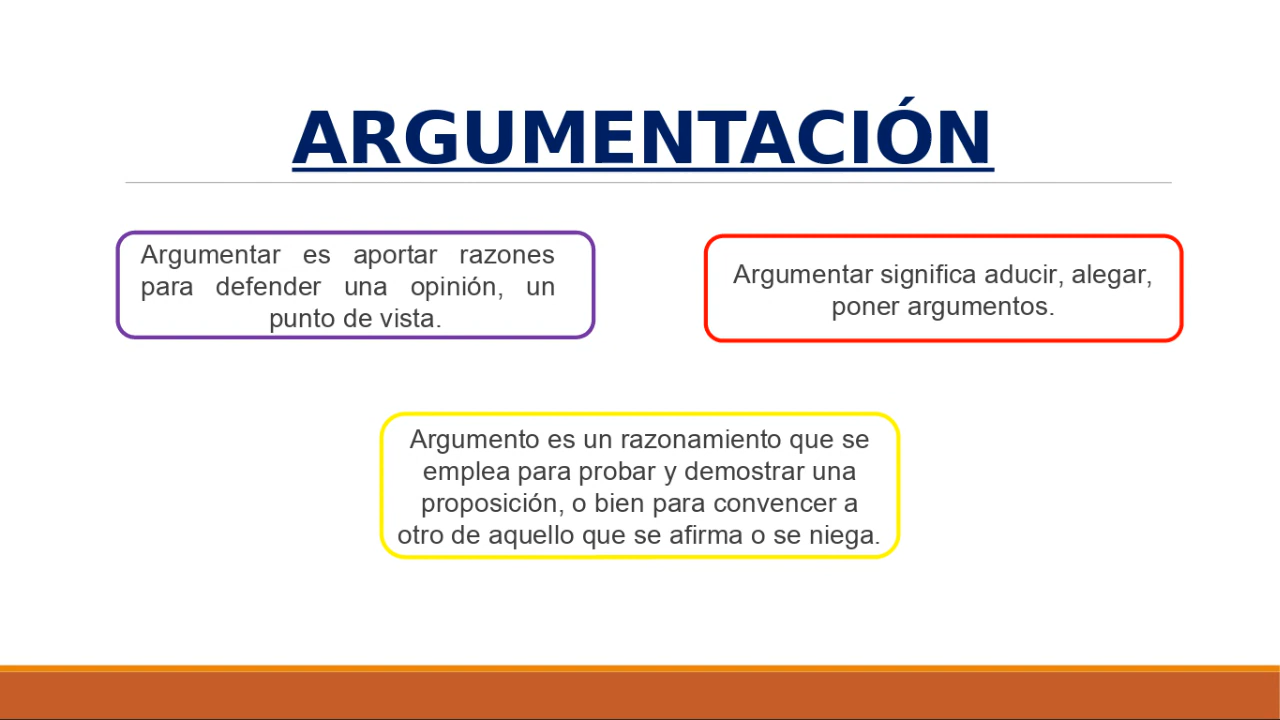 ARGUMENTACIÓN
Argumentar es aportar razones
para defender una opinión, un
punto de vista.
Argumentar significa aducir, alegar,
poner argumentos.
Argumento es un razonamiento que se
emplea para probar y demostrar una
proposición, o bien para convencer a
otro de aquello que se afirma o se niega.